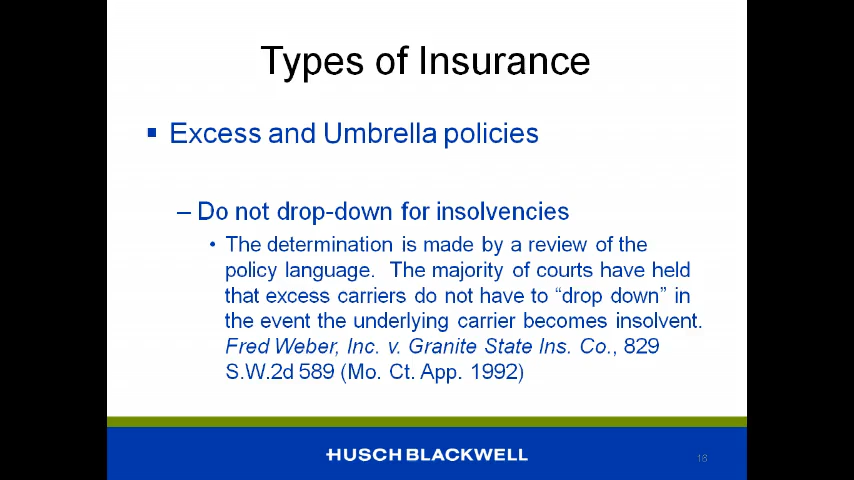 Types of Insurance
▪ Excess and Umbrella policies
– Do not drop-down for insolvencies
• The determination is made by a review of the
policy language.  The majority of courts have held
that excess carriers do not have to “drop down” in
the event the underlying carrier becomes insolvent.
Fred Weber, Inc. v. Granite State Ins. Co., 829
S.W.2d 589 (Mo. Ct. App. 1992)
HUSCH BLACKWELL
16